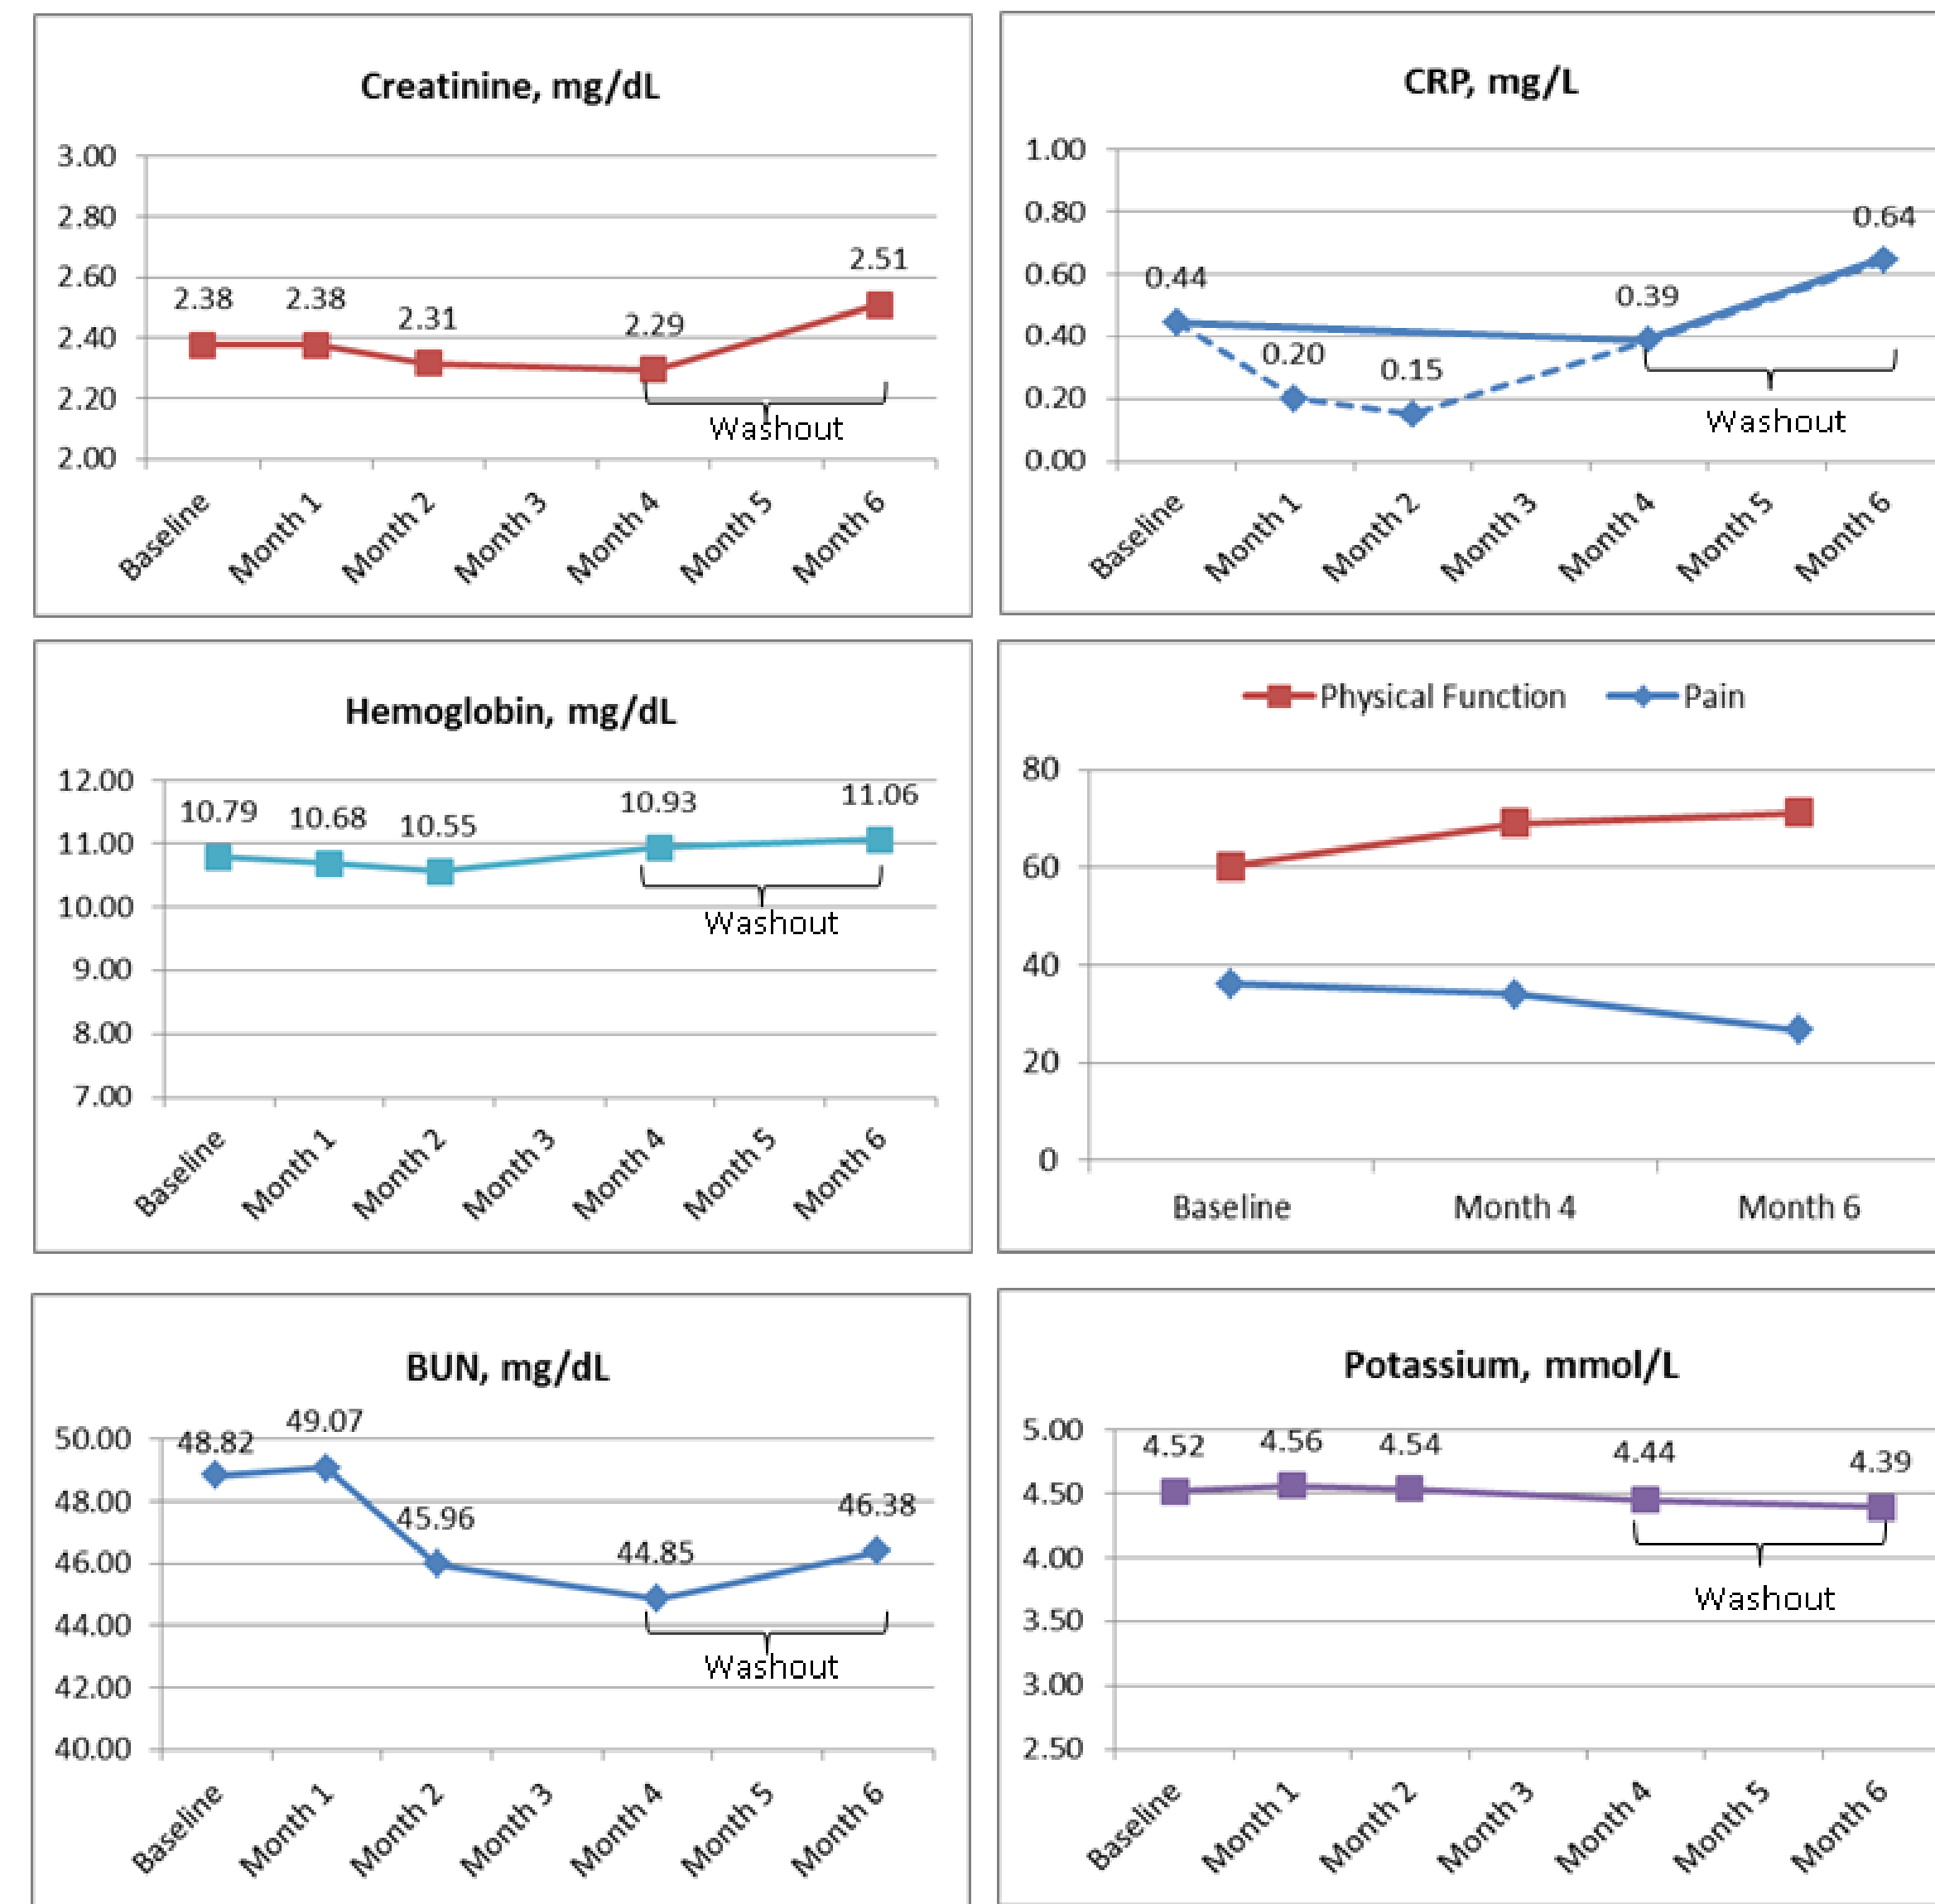 Creatinine, mg/dL
3.00
2.80
2.60
2.40
2.20
2.00
2.38
2.38
2.31
2.29
2.51
Washout
Baseline
Month 1
Month 2
Month 3
Month 4
Month 5
Month 6
CRP, mg/L
1.00
0.80
0.60
0.40
0.20
0.00
0.44
0.20
0.15
0.39
0.64
Washout
Baseline
Month 1
Month 2
Month 3
Month 4
Month 5
Month 6
Hemoglobin, mg/dL
12.00
11.00
10.00
9.00
8.00
7.00
10.79
10.68
10.55
10.93
11.06
Washout
Baseline
Month 1
Month 2
Month 3
Month 4
Month 5
Month 6
Physical Function Pain
80
60
40
20
0
Baseline Month 4 Month 6
BUN, mg/dL
50.00
48.00
46.00
44.00
42.00
40.00
48.82
49.07
45.96
44.85
46.38
Washout
Baseline
Month 1
Month 2
Month 3
Month 4
Month 5
Month 6
Potassium, mmol/L
5.00
4.50
4.00
3.50
3.00
2.50
4.52
4.56
4.54
4.44
4.39
Washout
Baseline
Month 1
Month 2
Month 3
Month 4
Month 5
Month 6